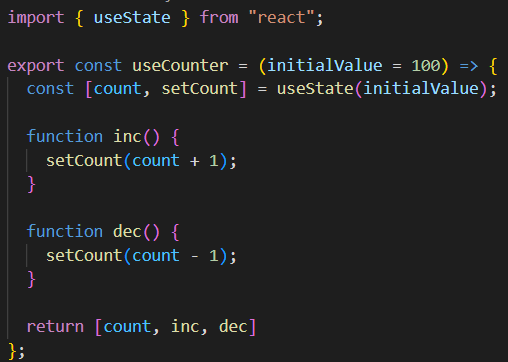 import { useState } from "react";
export const useCounter = (initialValue = 100) => {
const [count, setCount] = useState(initialValue);
function inc() {
setCount(count + 1);
}
function dec() {
setCount(count - 1);
}
return [count, inc, dec]
};